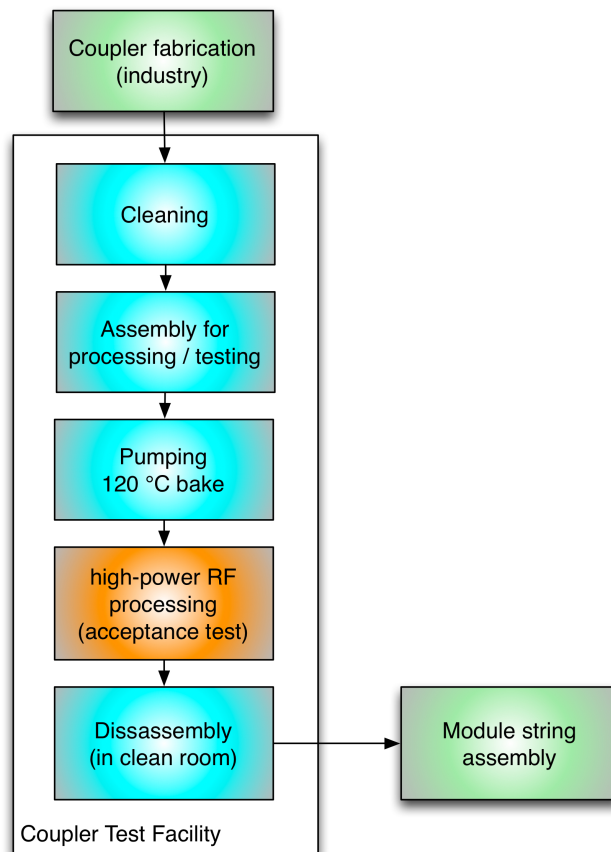 Coupler fabrication
(industry)
Cleaning
Assembly for
processing / testing
Pumping
120 °C bake
high-power RF
processing
(acceptance test)
Dissassembly
(in clean room)
Module string
assembly
Coupler Test Facility